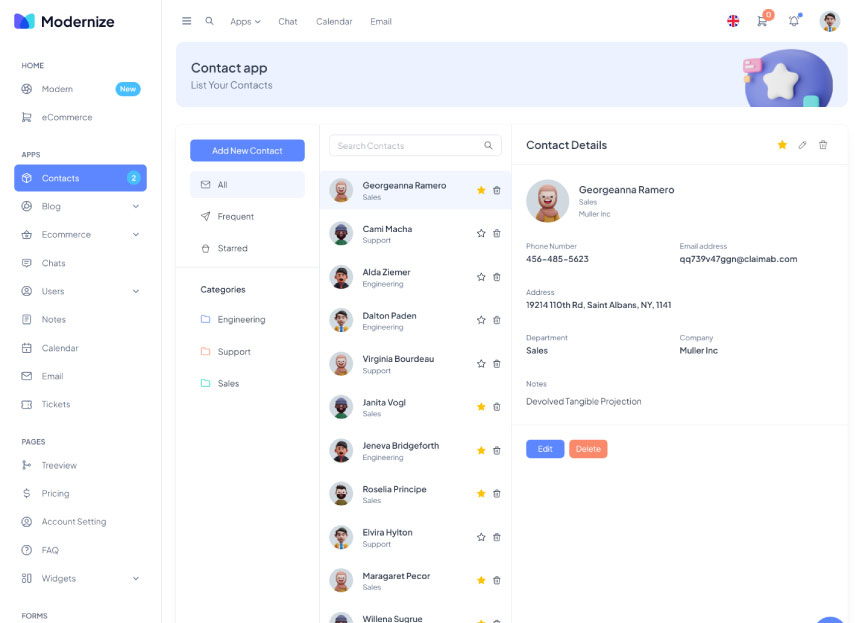 Modernize
Apps
Chat
Calendar
Email
0
HOME
Modern
New
eCommerce
APPS
Contacts
2
Blog
Ecommerce
Chats
Users
Notes
Calendar
Email
Tickets
PAGES
Treeview
Pricing
Account Setting
FAQ
Widgets
FORMS
Contact app
List Your Contacts
Add New Contact
All
Frequent
Starred
Categories
Engineering
Support
Sales
Search Contacts
Georgeanna Ramero
Sales
Cami Macha
Support
Alda Ziemer
Engineering
Dalton Paden
Engineering
Virginia Bourdeau
Support
Janita Vogl
Sales
Jeneva Bridgeforth
Engineering
Roselia Principe
Sales
Elvira Hylton
Support
Maragaret Pecor
Sales
Willena Sugrue
Contact Details
Georgeanna Ramero
Sales
Muller Inc
Phone Number
456-485-5623
Email address
qq739v47ggn@claimab.com
Address
19214 110th Rd, Saint Albans, NY, 1141
Department
Sales
Company
Muller Inc
Notes
Devolved Tangible Projection
Edit
Delete